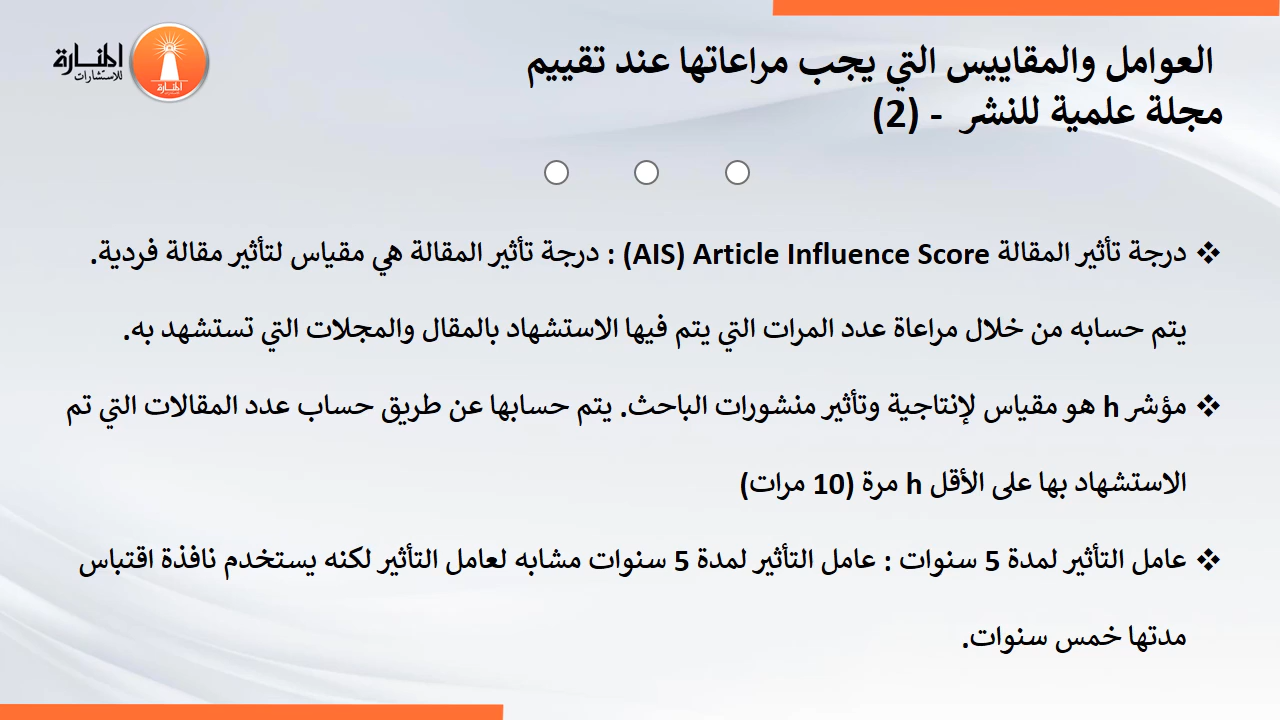 المنارة
للاستشارات
المنارة
العوامل والمقاييس التي يجب مراعاتها عند تقييم
مجلة علمية للنشر - (2)
❖ درجة تأثير المقالة Article Influence Score (AIS) : درجة تأثير المقالة هي مقياس لتأثير مقالة فردية.
يتم حسابه من خلال مراعاة عدد المرات التي يتم فيها الاستشهاد بالمقال والمجلات التي تستشهد به.
❖ مؤشر h هو مقياس لإنتاجية وتأثير منشورات الباحث. يتم حسابها عن طريق حساب عدد المقالات التي تم
الاستشهاد بها على الأقل h مرة (10 مرات)
❖ عامل التأثير لمدة 5 سنوات : عامل التأثير لمدة 5 سنوات مشابه لعامل التأثير لكنه يستخدم نافذة اقتباس
مدتها خمس سنوات.